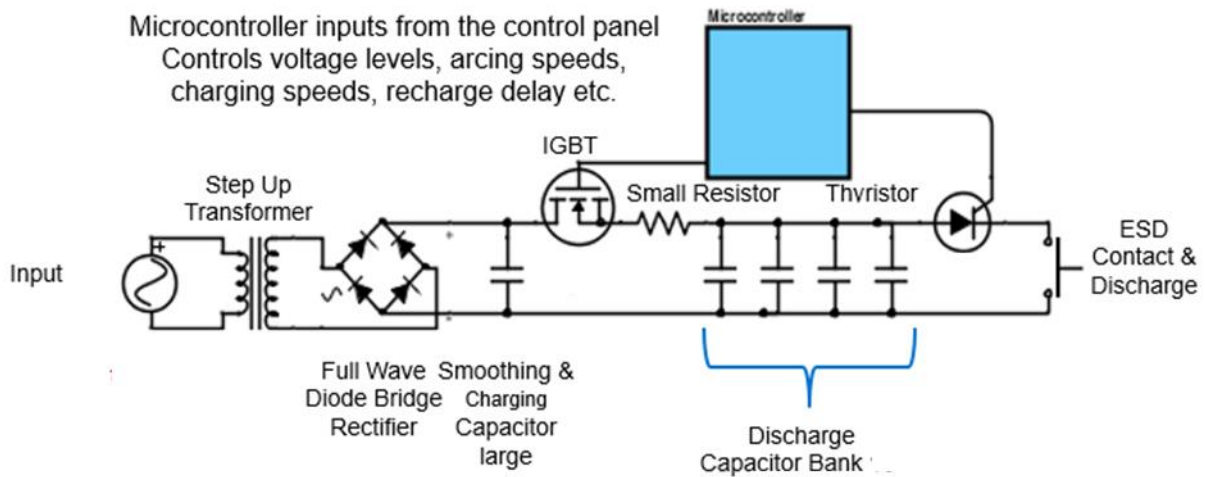 Microcontroller inputs from the control panel
Controls voltage levels, arcing speeds,
charging speeds, recharge delay etc.
Microcontroller
IGBT
Step Up
Transformer
Small Resistor
Thyristor
+
Input
+
-
ESD
Contact &
Discharge
Full Wave
Diode Bridge
Rectifier
Smoothing &
Charging
Capacitor
large
Discharge
Capacitor Bank